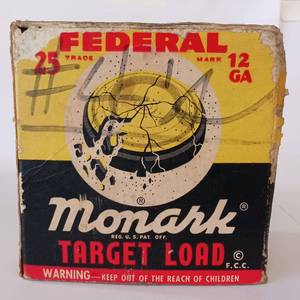 FEDERAL
25 TRADE MARK 12
GA
®
monark®
REG. U.S. PAT. OFF.
TARGET LOAD ©
F.C.C.
WARNING—KEEP OUT OF THE REACH OF CHILDREN